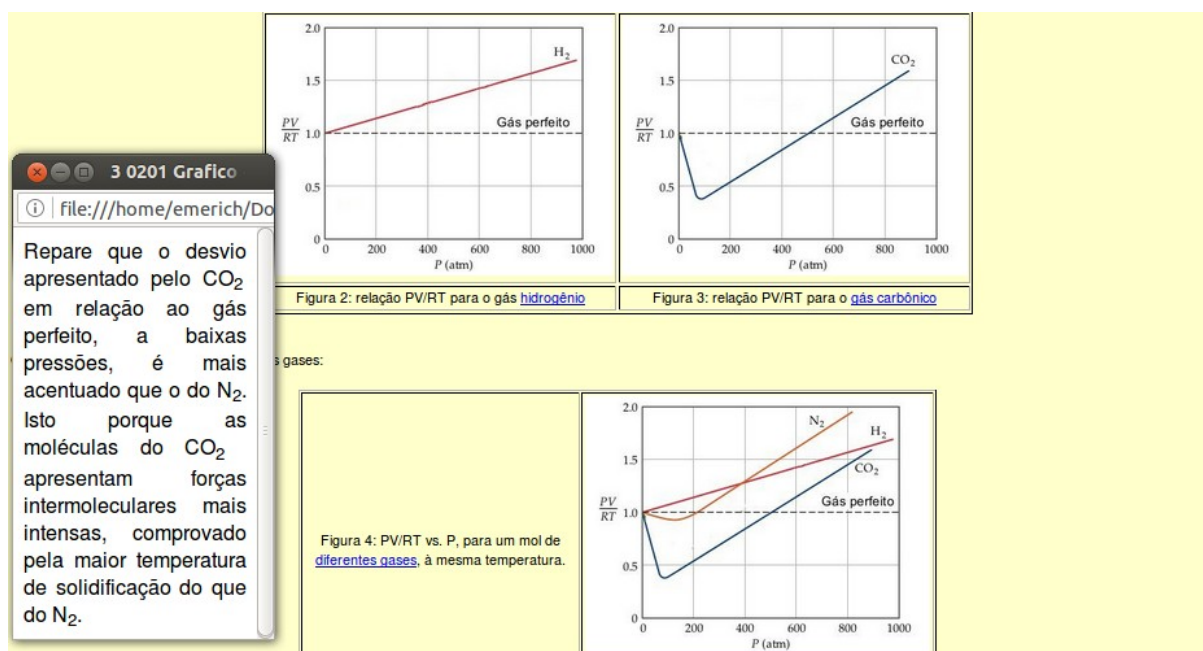 2.0
H2
1.5
Gás perfeito
PV
RT
1.0
0.5
0
0 200 400 600 800 1000
P (atm)
2.0
CO2
1.5
Gás perfeito
PV
RT
1.0
0.5
0
0 200 400 600 800 1000
P (atm)
Figura 2: relação PV/RT para o gás hidrogênio
Figura 3: relação PV/RT para o gás carbônico
3 0201 Grafico
file:///home/emerich/Do
Repare que o desvio
apresentado pelo CO2
em relação ao gás
perfeito, a baixas
pressões, é mais
acentuado que o do N2.
Isto porque as
moléculas do CO2
apresentam forças
intermoleculares mais
intensas, comprovado
pela maior temperatura
de solidificação do que
do N2.
s gases:
Figura 4: PV/RT vs. P, para um mol de
diferentes gases, à mesma temperatura.
2.0
N2
H2
1.5
CO2
Gás perfeito
PV
RT
1.0
0.5
0
0 200 400 600 800 1000
P (atm)